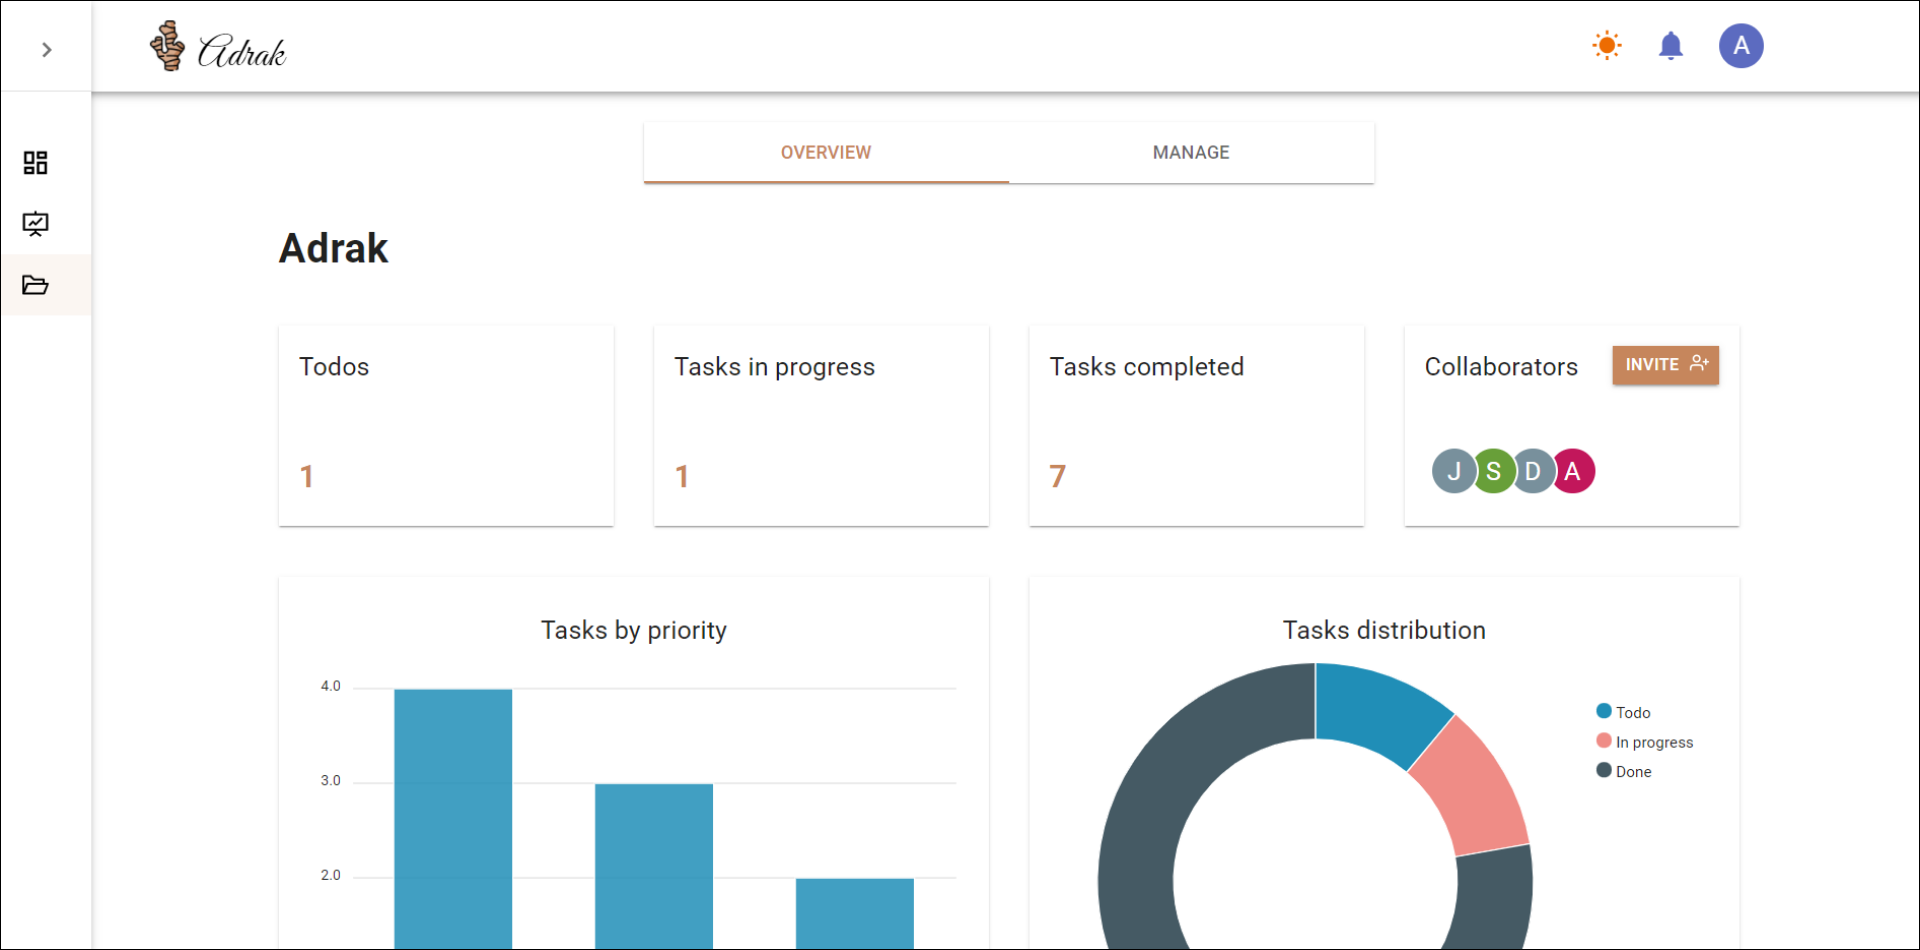 Adrak
A
OVERVIEW
MANAGE
Adrak
Todos
1
Tasks in progress
1
Tasks completed
7
Collaborators
INVITE
J S D A
Tasks by priority
4.0
3.0
2.0
Tasks distribution
Todo
In progress
Done